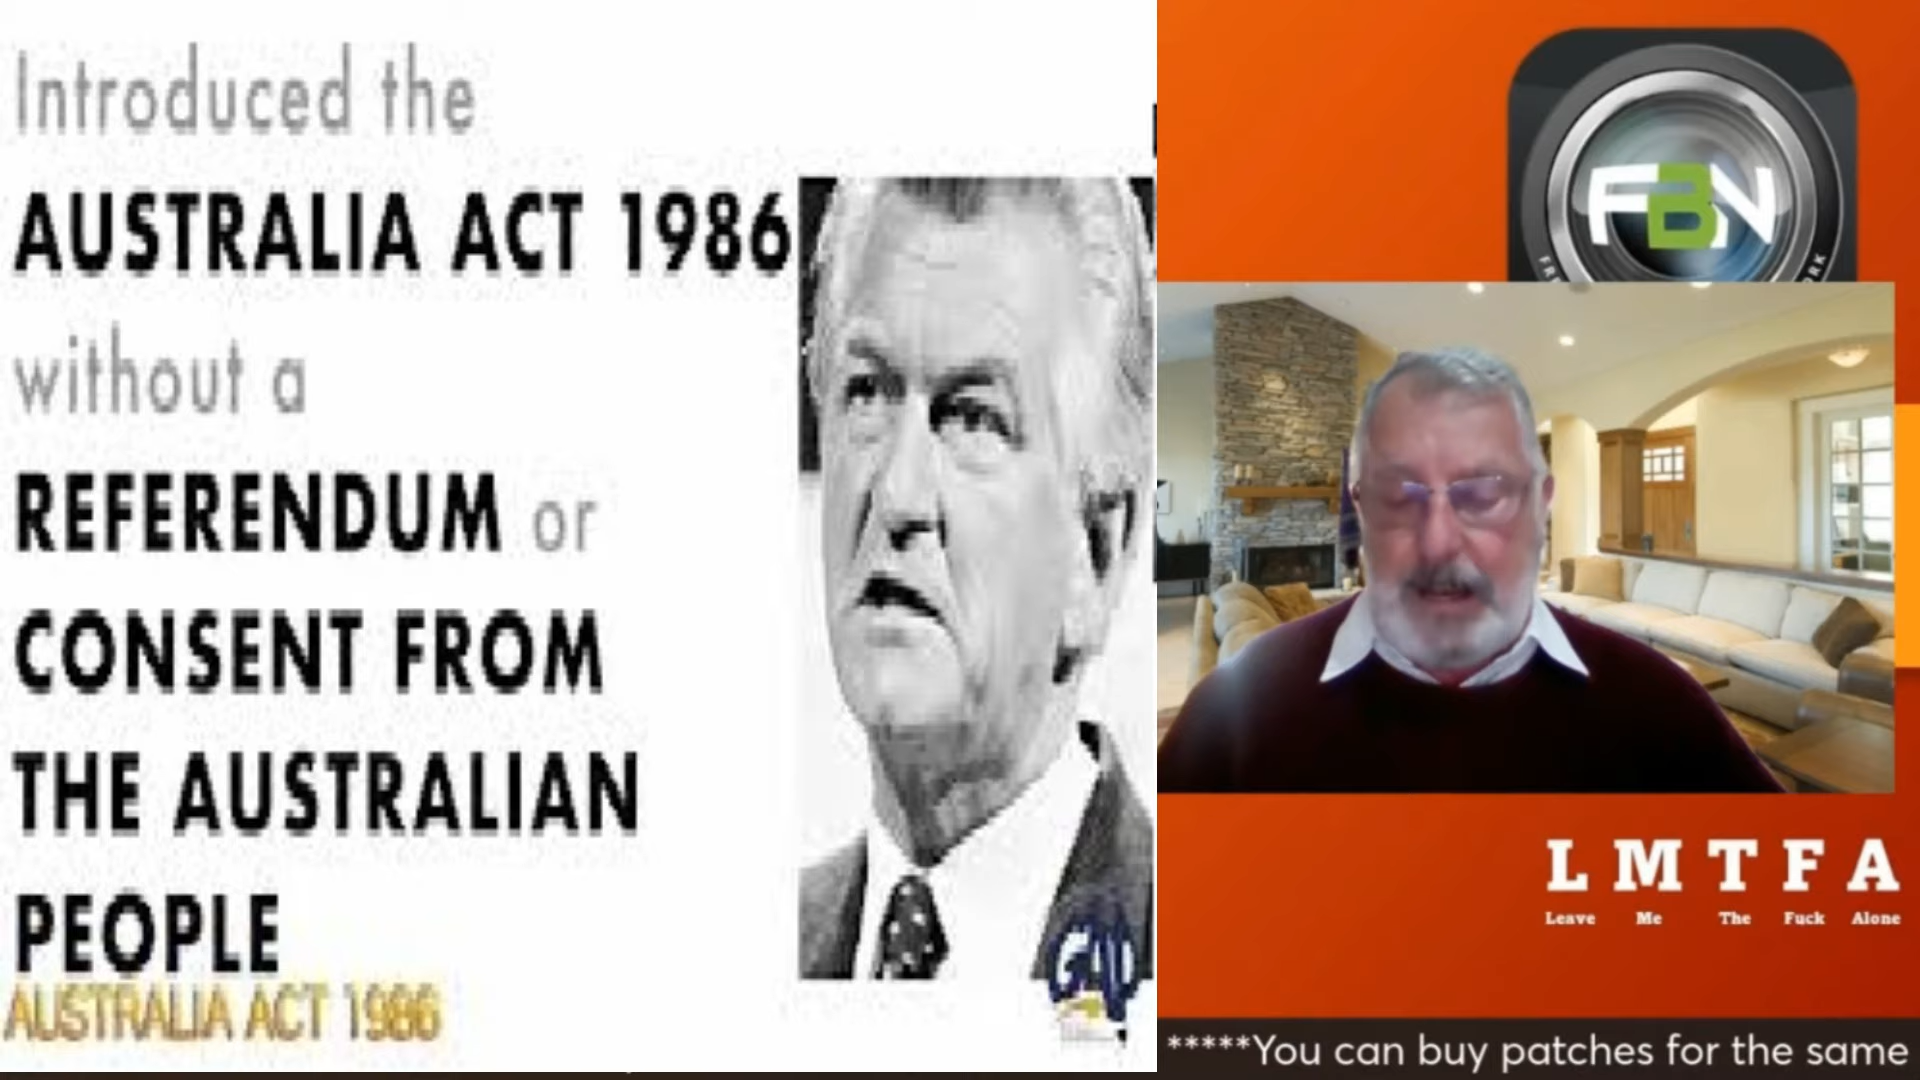 Introduced the
AUSTRALIA ACT 1986
without a
REFERENDUM or
CONSENT FROM
THE AUSTRALIAN
PEOPLE
AUSTRALIA ACT 1986
FBN
L M T F A
Leave Me The Fuck Alone
*****You can buy patches for the same